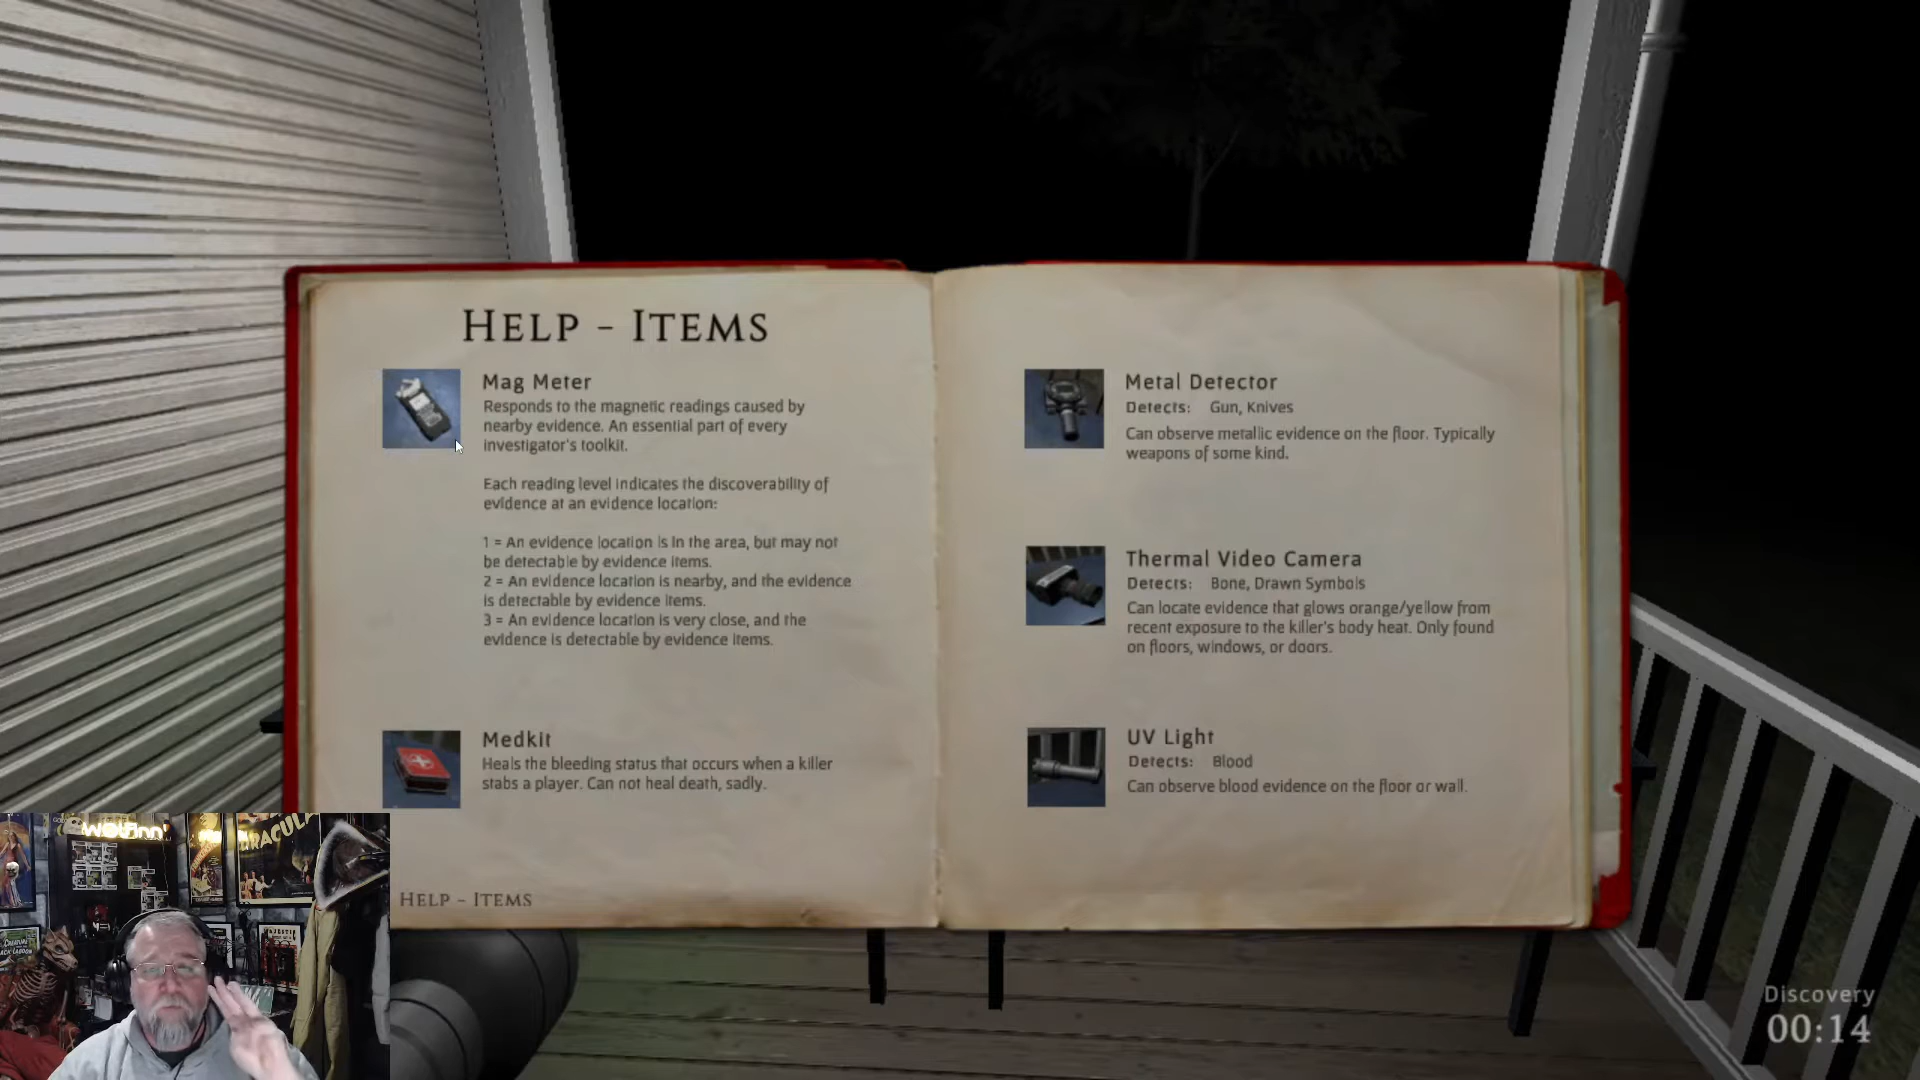 HELP - ITEMS
Mag Meter
Responds to the magnetic readings caused by
nearby evidence. An essential part of every
investigator's toolkit.
Each reading level indicates the discoverability of
evidence at an evidence location:
1 = An evidence location is in the area, but may not
be detectable by evidence items.
2 = An evidence location is nearby, and the evidence
is detectable by evidence items.
3 = An evidence location is very close, and the
evidence is detectable by evidence items.
Medkit
Heals the bleeding status that occurs when a killer
stabs a player. Can not heal death, sadly.
HELP - ITEMS
Metal Detector
Detects: Gun, Knives
Can observe metallic evidence on the floor. Typically
weapons of some kind.
Thermal Video Camera
Detects: Bone, Drawn Symbols
Can locate evidence that glows orange/yellow from
recent exposure to the killer's body heat. Only found
on floors, windows, or doors.
UV Light
Detects: Blood
Can observe blood evidence on the floor or wall.
DRACULA
Discovery
00:14